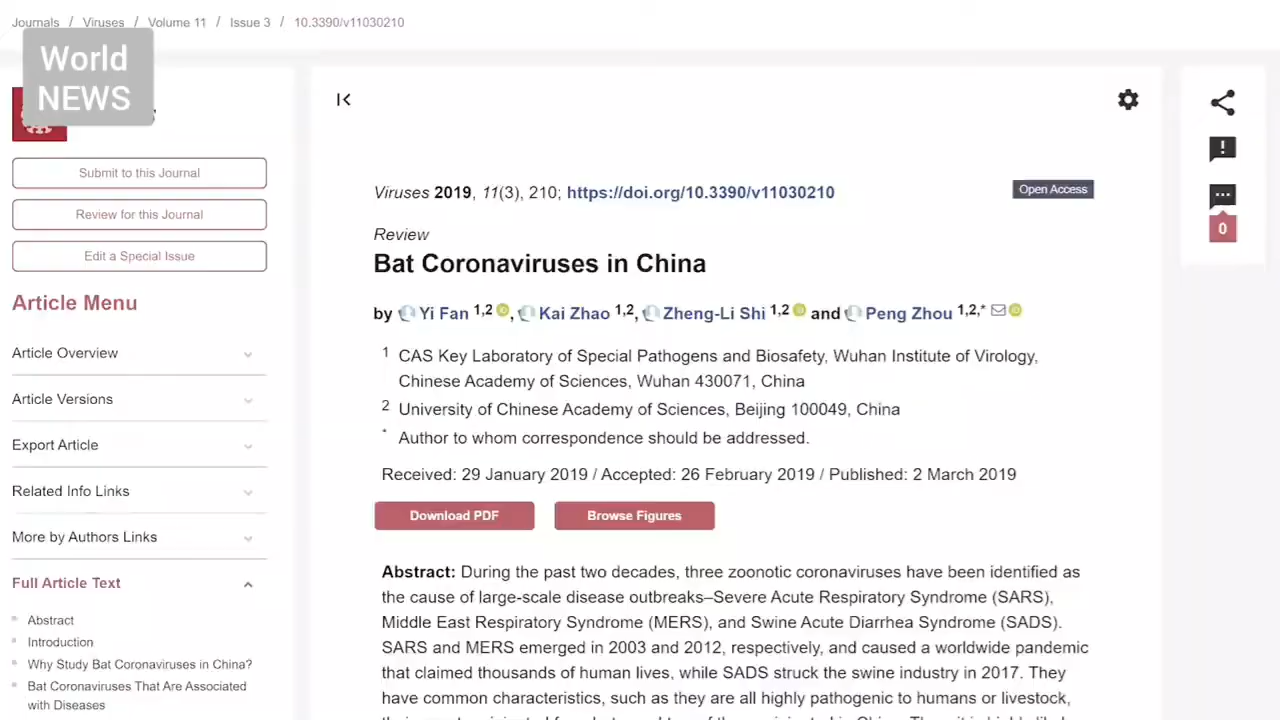 Journals / Viruses / Volume 11 / Issue 3 / 10.3390/v11030210
World
NEWS
Submit to this Journal
Review for this Journal
Edit a Special Issue
Article Menu
Article Overview
Article Versions
Export Article
Related Info Links
More by Authors Links
Full Article Text
Abstract
Introduction
Why Study Bat Coronaviruses in China?
Bat Coronaviruses That Are Associated
with Diseases
Viruses 2019, 11(3), 210; https://doi.org/10.3390/v11030210
Open Access
Review
Bat Coronaviruses in China
by Yi Fan 1,2, Kai Zhao 1,2, Zheng-Li Shi 1,2 and Peng Zhou 1,2,*
1 CAS Key Laboratory of Special Pathogens and Biosafety, Wuhan Institute of Virology,
Chinese Academy of Sciences, Wuhan 430071, China
2 University of Chinese Academy of Sciences, Beijing 100049, China
* Author to whom correspondence should be addressed.
Received: 29 January 2019 / Accepted: 26 February 2019 / Published: 2 March 2019
Download PDF
Browse Figures
Abstract: During the past two decades, three zoonotic coronaviruses have been identified as
the cause of large-scale disease outbreaks–Severe Acute Respiratory Syndrome (SARS),
Middle East Respiratory Syndrome (MERS), and Swine Acute Diarrhea Syndrome (SADS).
SARS and MERS emerged in 2003 and 2012, respectively, and caused a worldwide pandemic
that claimed thousands of human lives, while SADS struck the swine industry in 2017. They
have common characteristics, such as they are all highly pathogenic to humans or livestock,
0